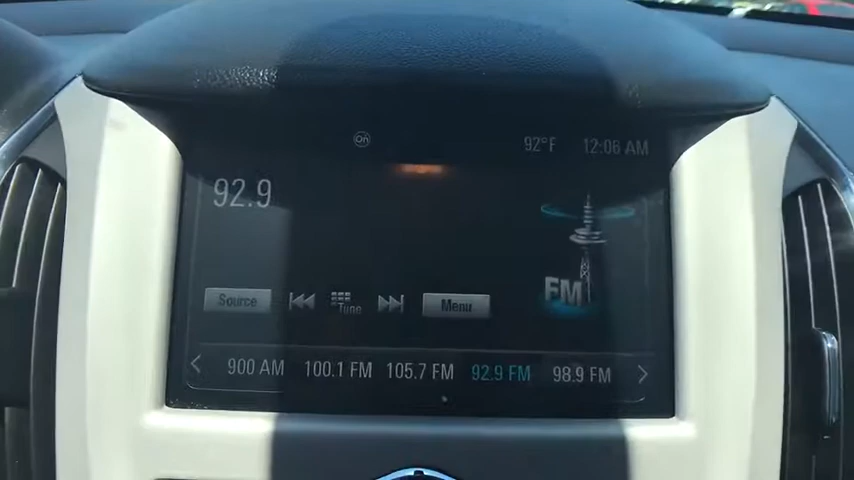 On 92°F 12:06 AM
92.9
FM
Source Tune Menu
900 AM 100.1 FM 105.7 FM 92.9 FM 98.9 FM